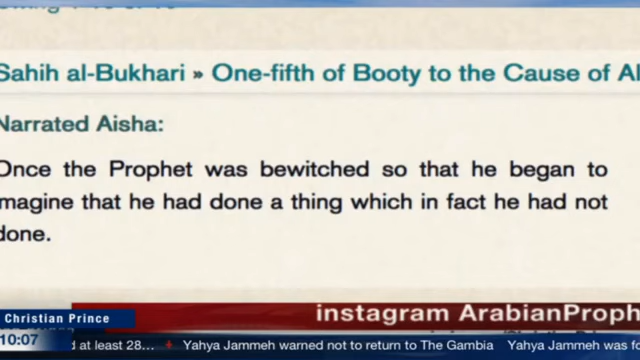 Sahih al-Bukhari » One-fifth of Booty to the Cause of Al
Narrated Aisha:
Once the Prophet was bewitched so that he began to
imagine that he had done a thing which in fact he had not
done.
Christian Prince
instagram ArabianProph
10:07
d at least 28... Yahya Jammeh warned not to return to The Gambia Yahya Jammeh was fo